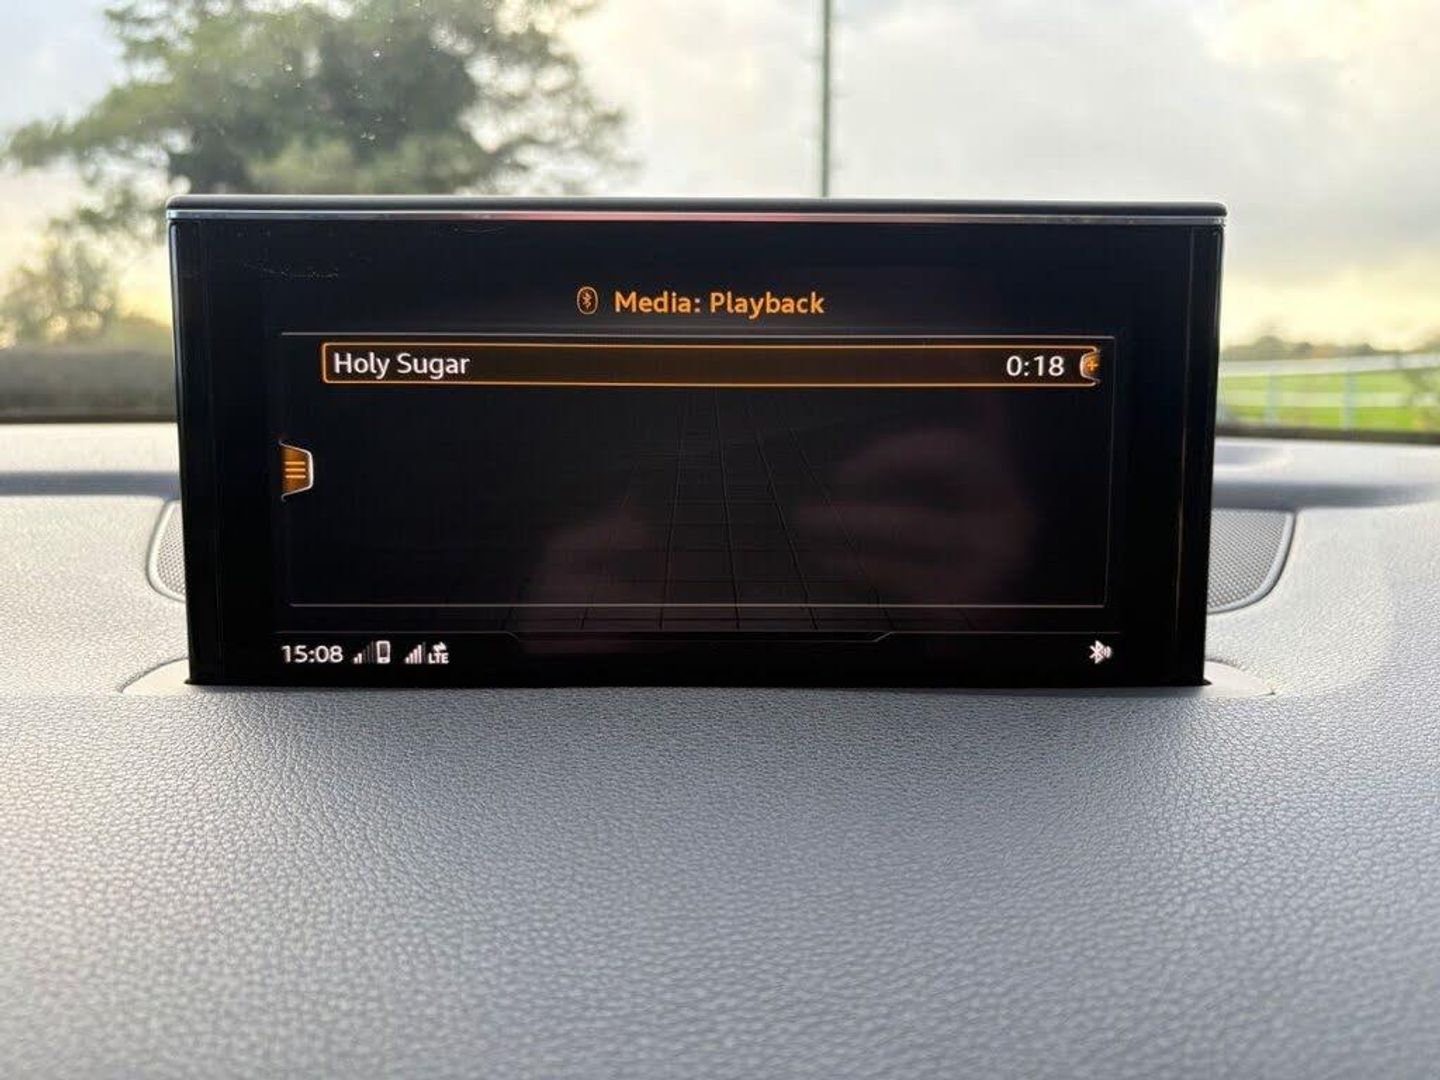 Media: Playback
Holy Sugar 0:18
15:08 LTE